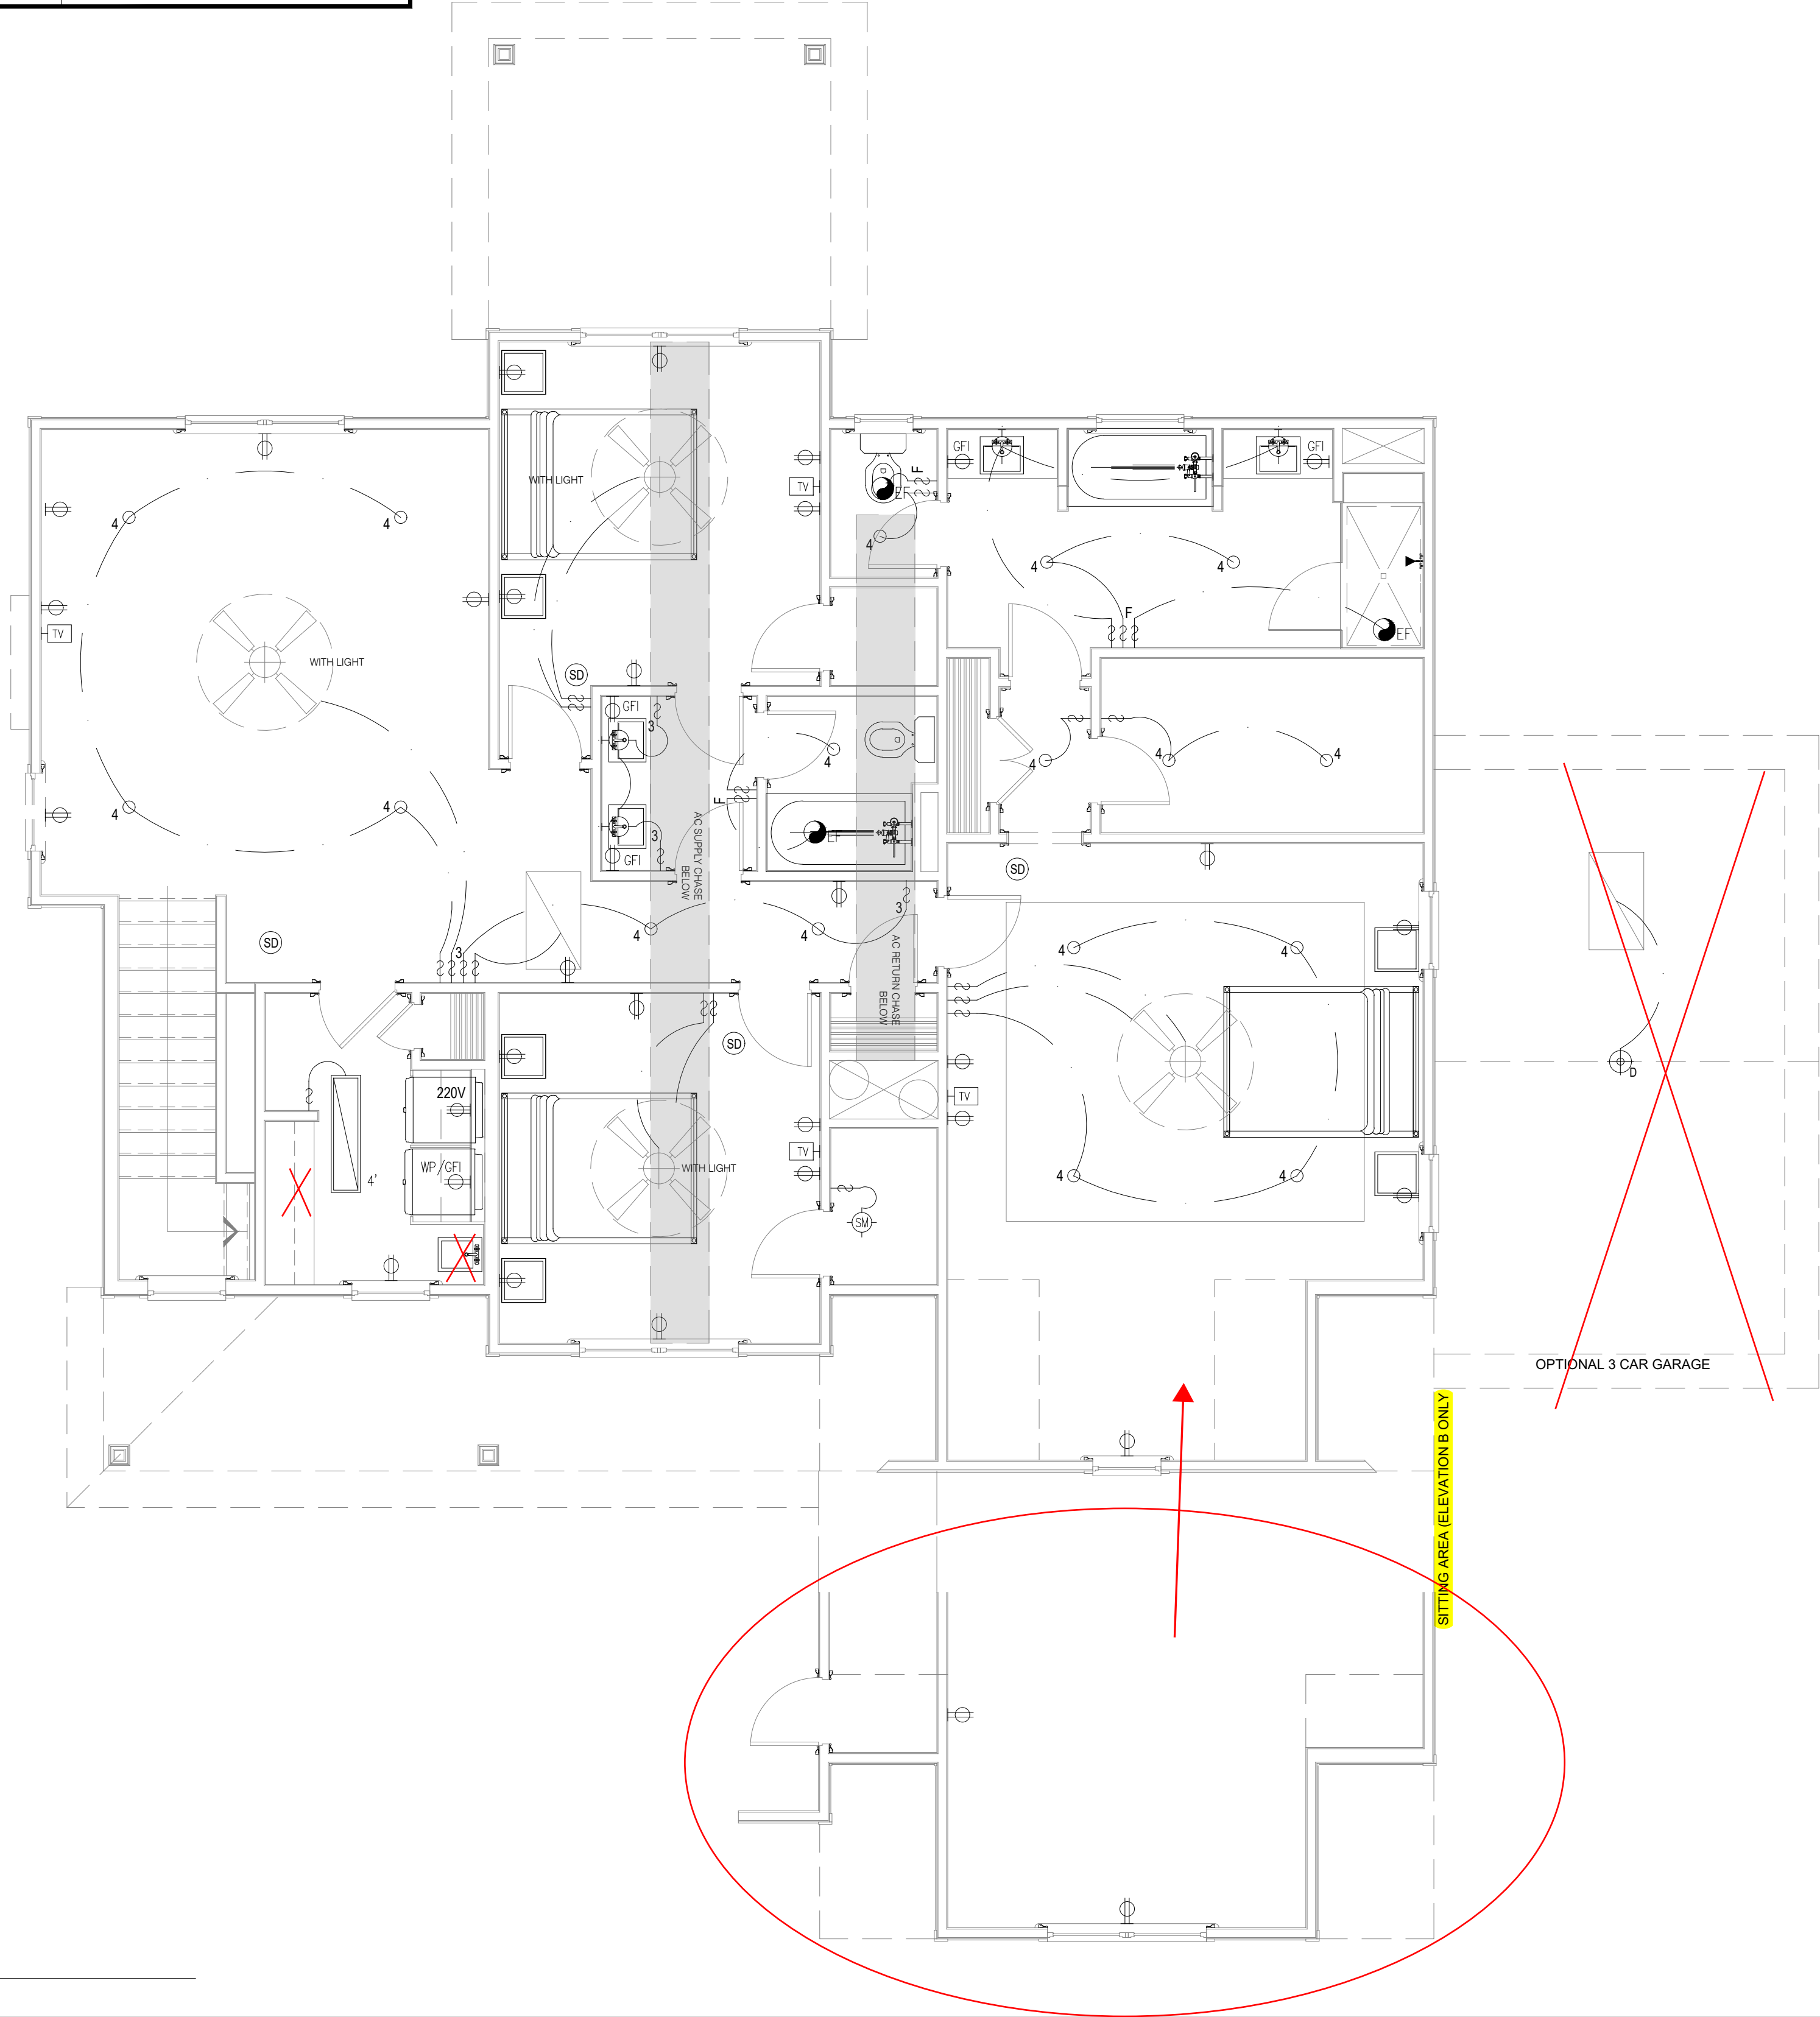 WITH LIGHT
TV
GFI
GFI
F
EF
4
4
4
4
4
F
EF
TV
WITH LIGHT
SD
GFI
3
4
4
4
4
4
4
F
3
EF
GFI
AC SUPPLY CHASE
BELOW
SD
3
4
4
AC RETURN CHASE
BELOW
SD
3
4
4
SD
220V
TV
D
WP/GFI
4'
TV
WITH LIGHT
4
4
SM
OPTIONAL 3 CAR GARAGE
SITTING AREA (ELEVATION B ONLY